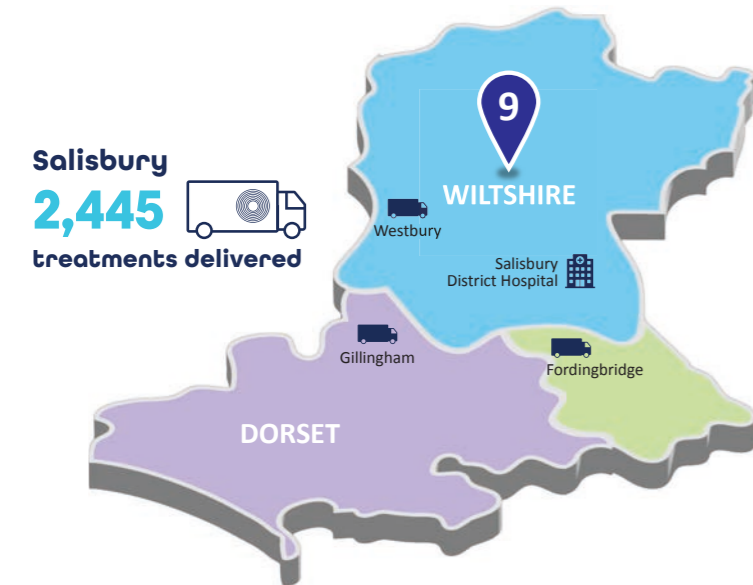 Salisbury
2,445
treatments delivered
9
WILTSHIRE
Westbury
Salisbury
District Hospital
Gillingham
Fordingbridge
DORSET